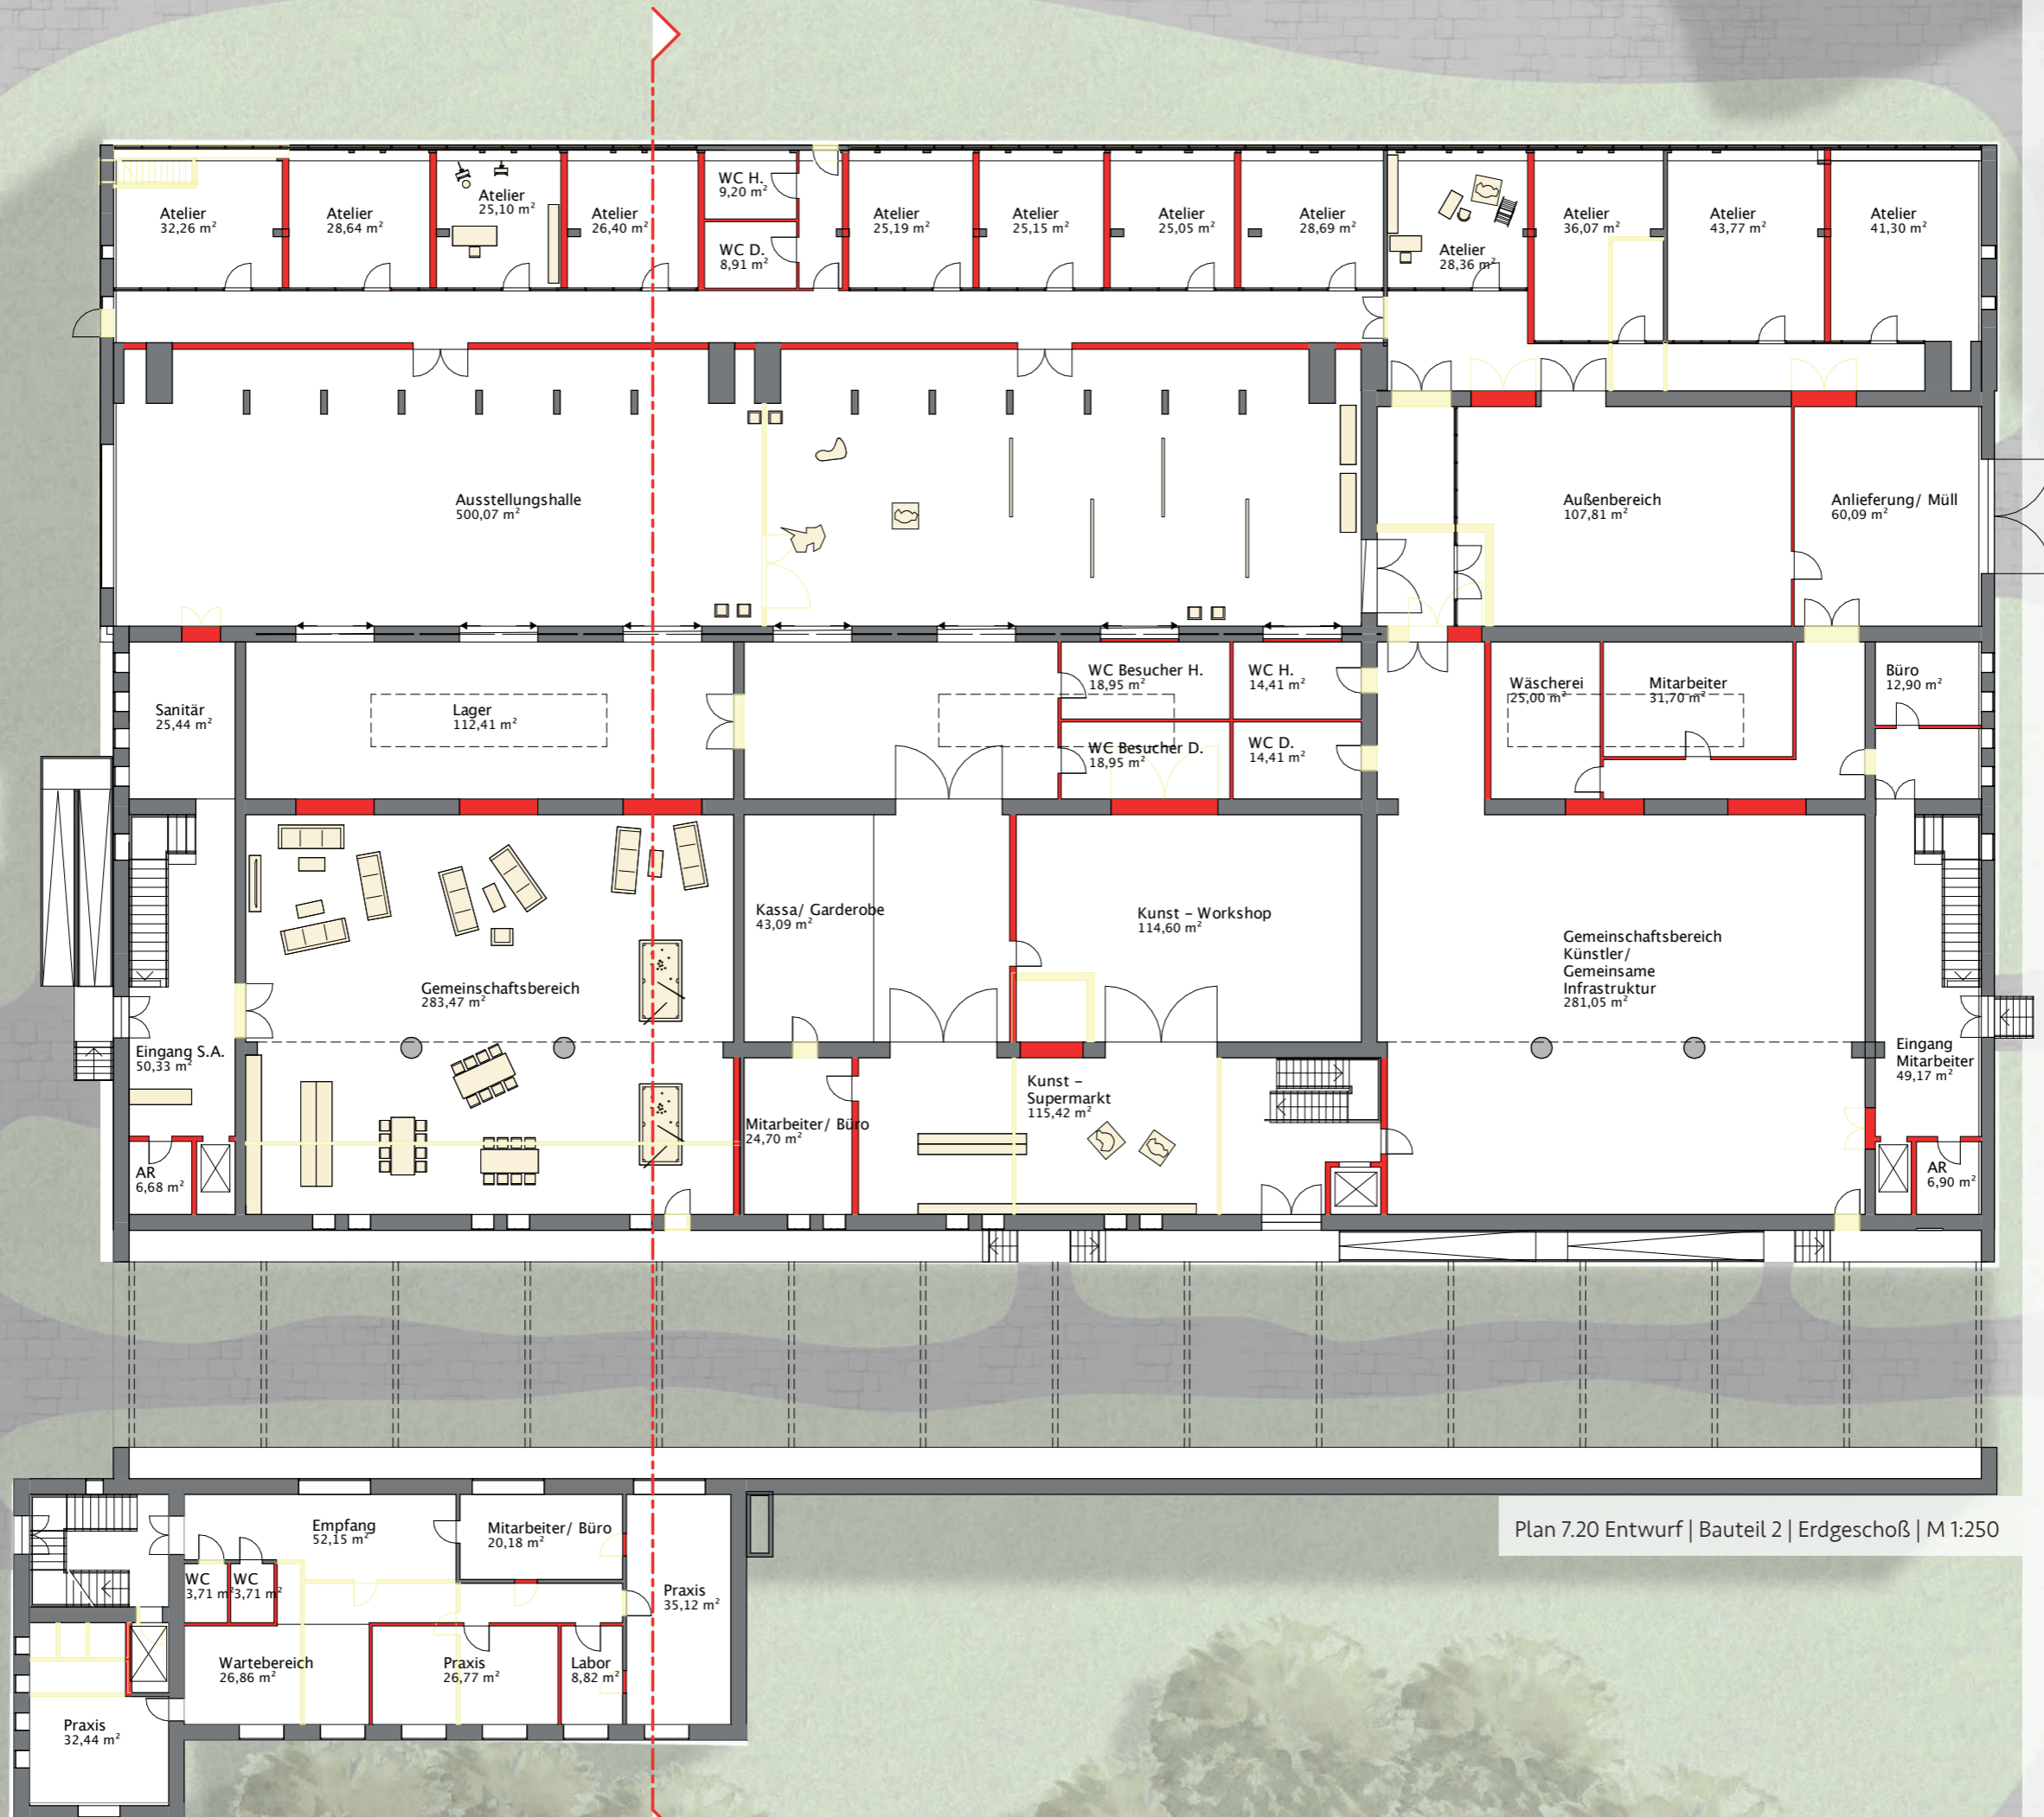 Atelier
32,26 m²
Atelier
28,64 m²
Atelier
25,10 m²
Atelier
26,40 m²
WC H.
9,20 m²
WC D.
8,91 m²
Atelier
25,19 m²
Atelier
25,15 m²
Atelier
25,05 m²
Atelier
28,69 m²
Atelier
28,36 m²
Atelier
36,07 m²
Atelier
43,77 m²
Atelier
41,30 m²
Ausstellungshalle
500,07 m²
Außenbereich
107,81 m²
Anlieferung/ Müll
60,09 m²
Sanitär
25,44 m²
Lager
112,41 m²
WC Besucher H.
18,95 m²
WC H.
14,41 m²
WC Besucher D.
18,95 m²
WC D.
14,41 m²
Wäscherei
25,00 m²
Mitarbeiter
31,70 m²
Büro
12,90 m²
Kassa/ Garderobe
43,09 m²
Kunst – Workshop
114,60 m²
Gemeinschaftsbereich
283,47 m²
Gemeinschaftsbereich
Künstler/
Gemeinsame
Infrastruktur
281,05 m²
Eingang S.A.
50,33 m²
Eingang
Mitarbeiter
49,17 m²
Kunst –
Supermarkt
115,42 m²
Mitarbeiter/ Büro
24,70 m²
AR
6,68 m²
AR
6,90 m²
Plan 7.20 Entwurf | Bauteil 2 | Erdgeschoß | M 1:250
Empfang
52,15 m²
Mitarbeiter/ Büro
20,18 m²
WC
3,71 m²
WC
3,71 m²
Praxis
35,12 m²
Wartebereich
26,86 m²
Praxis
26,77 m²
Labor
8,82 m²
Praxis
32,44 m²